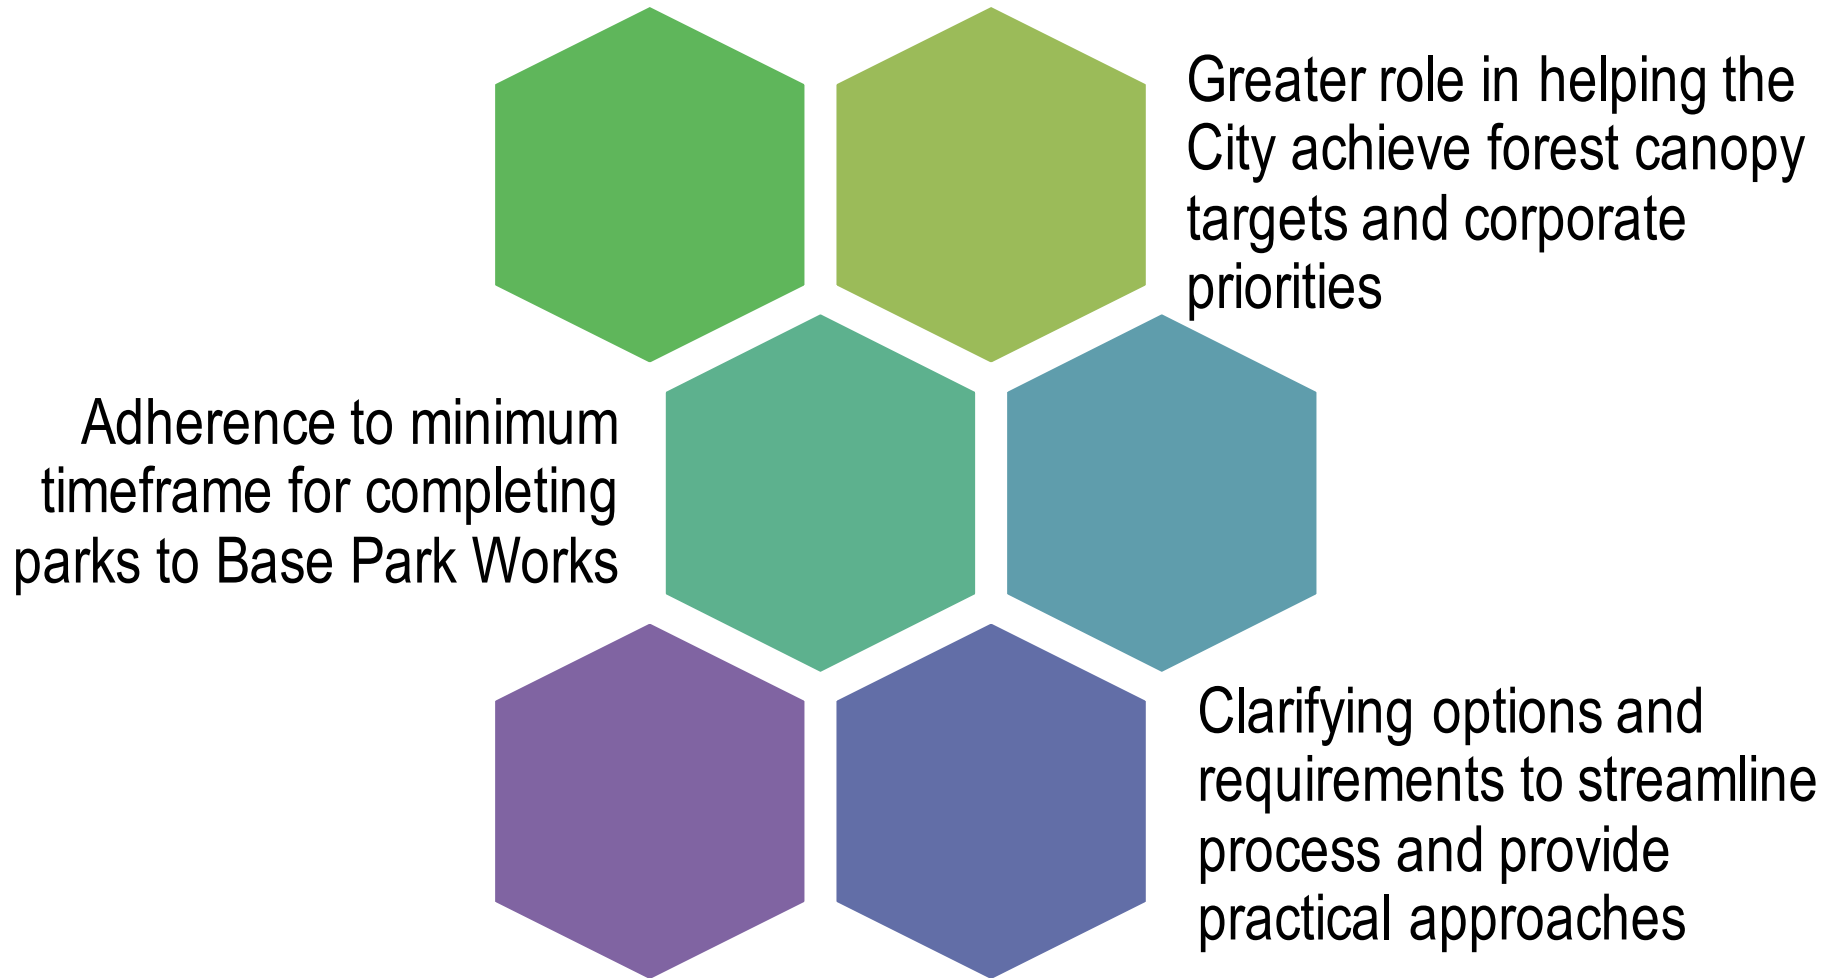 Greater role in helping the
City achieve forest canopy
targets and corporate
priorities
Adherence to minimum
timeframe for completing
parks to Base Park Works
Clarifying options and
requirements to streamline
process and provide
practical approaches